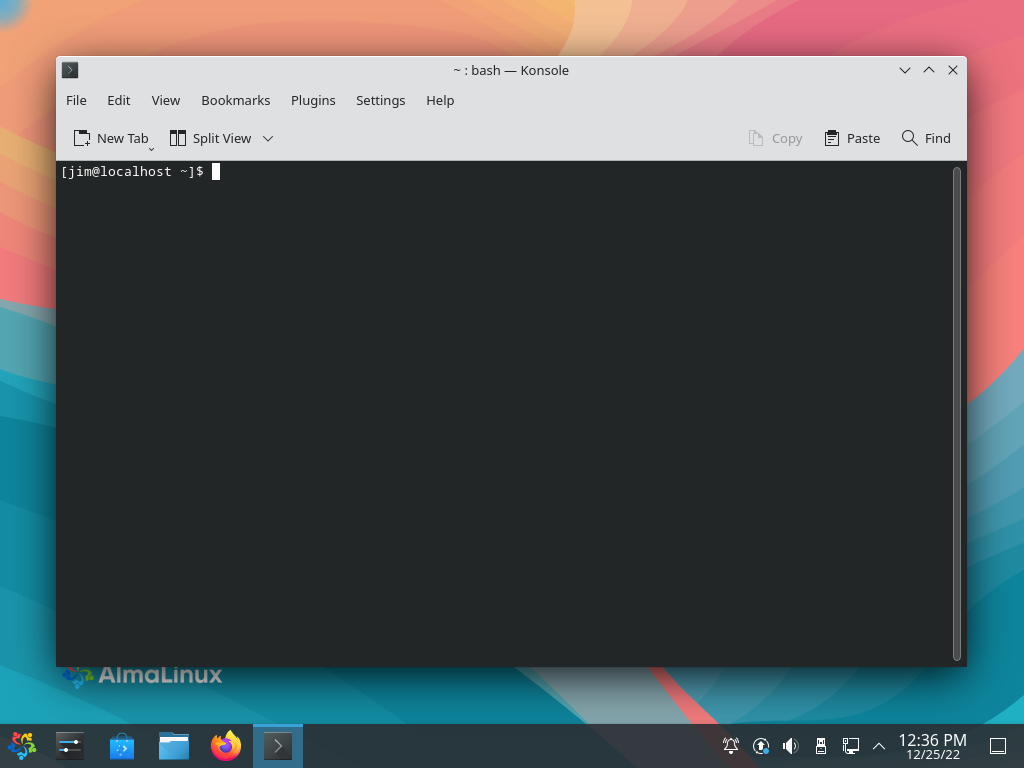 ~ : bash — Konsole
File Edit View Bookmarks Plugins Settings Help
New Tab Split View Copy Paste Find
[jim@localhost ~]$
AlmaLinux
12:36 PM
12/25/22